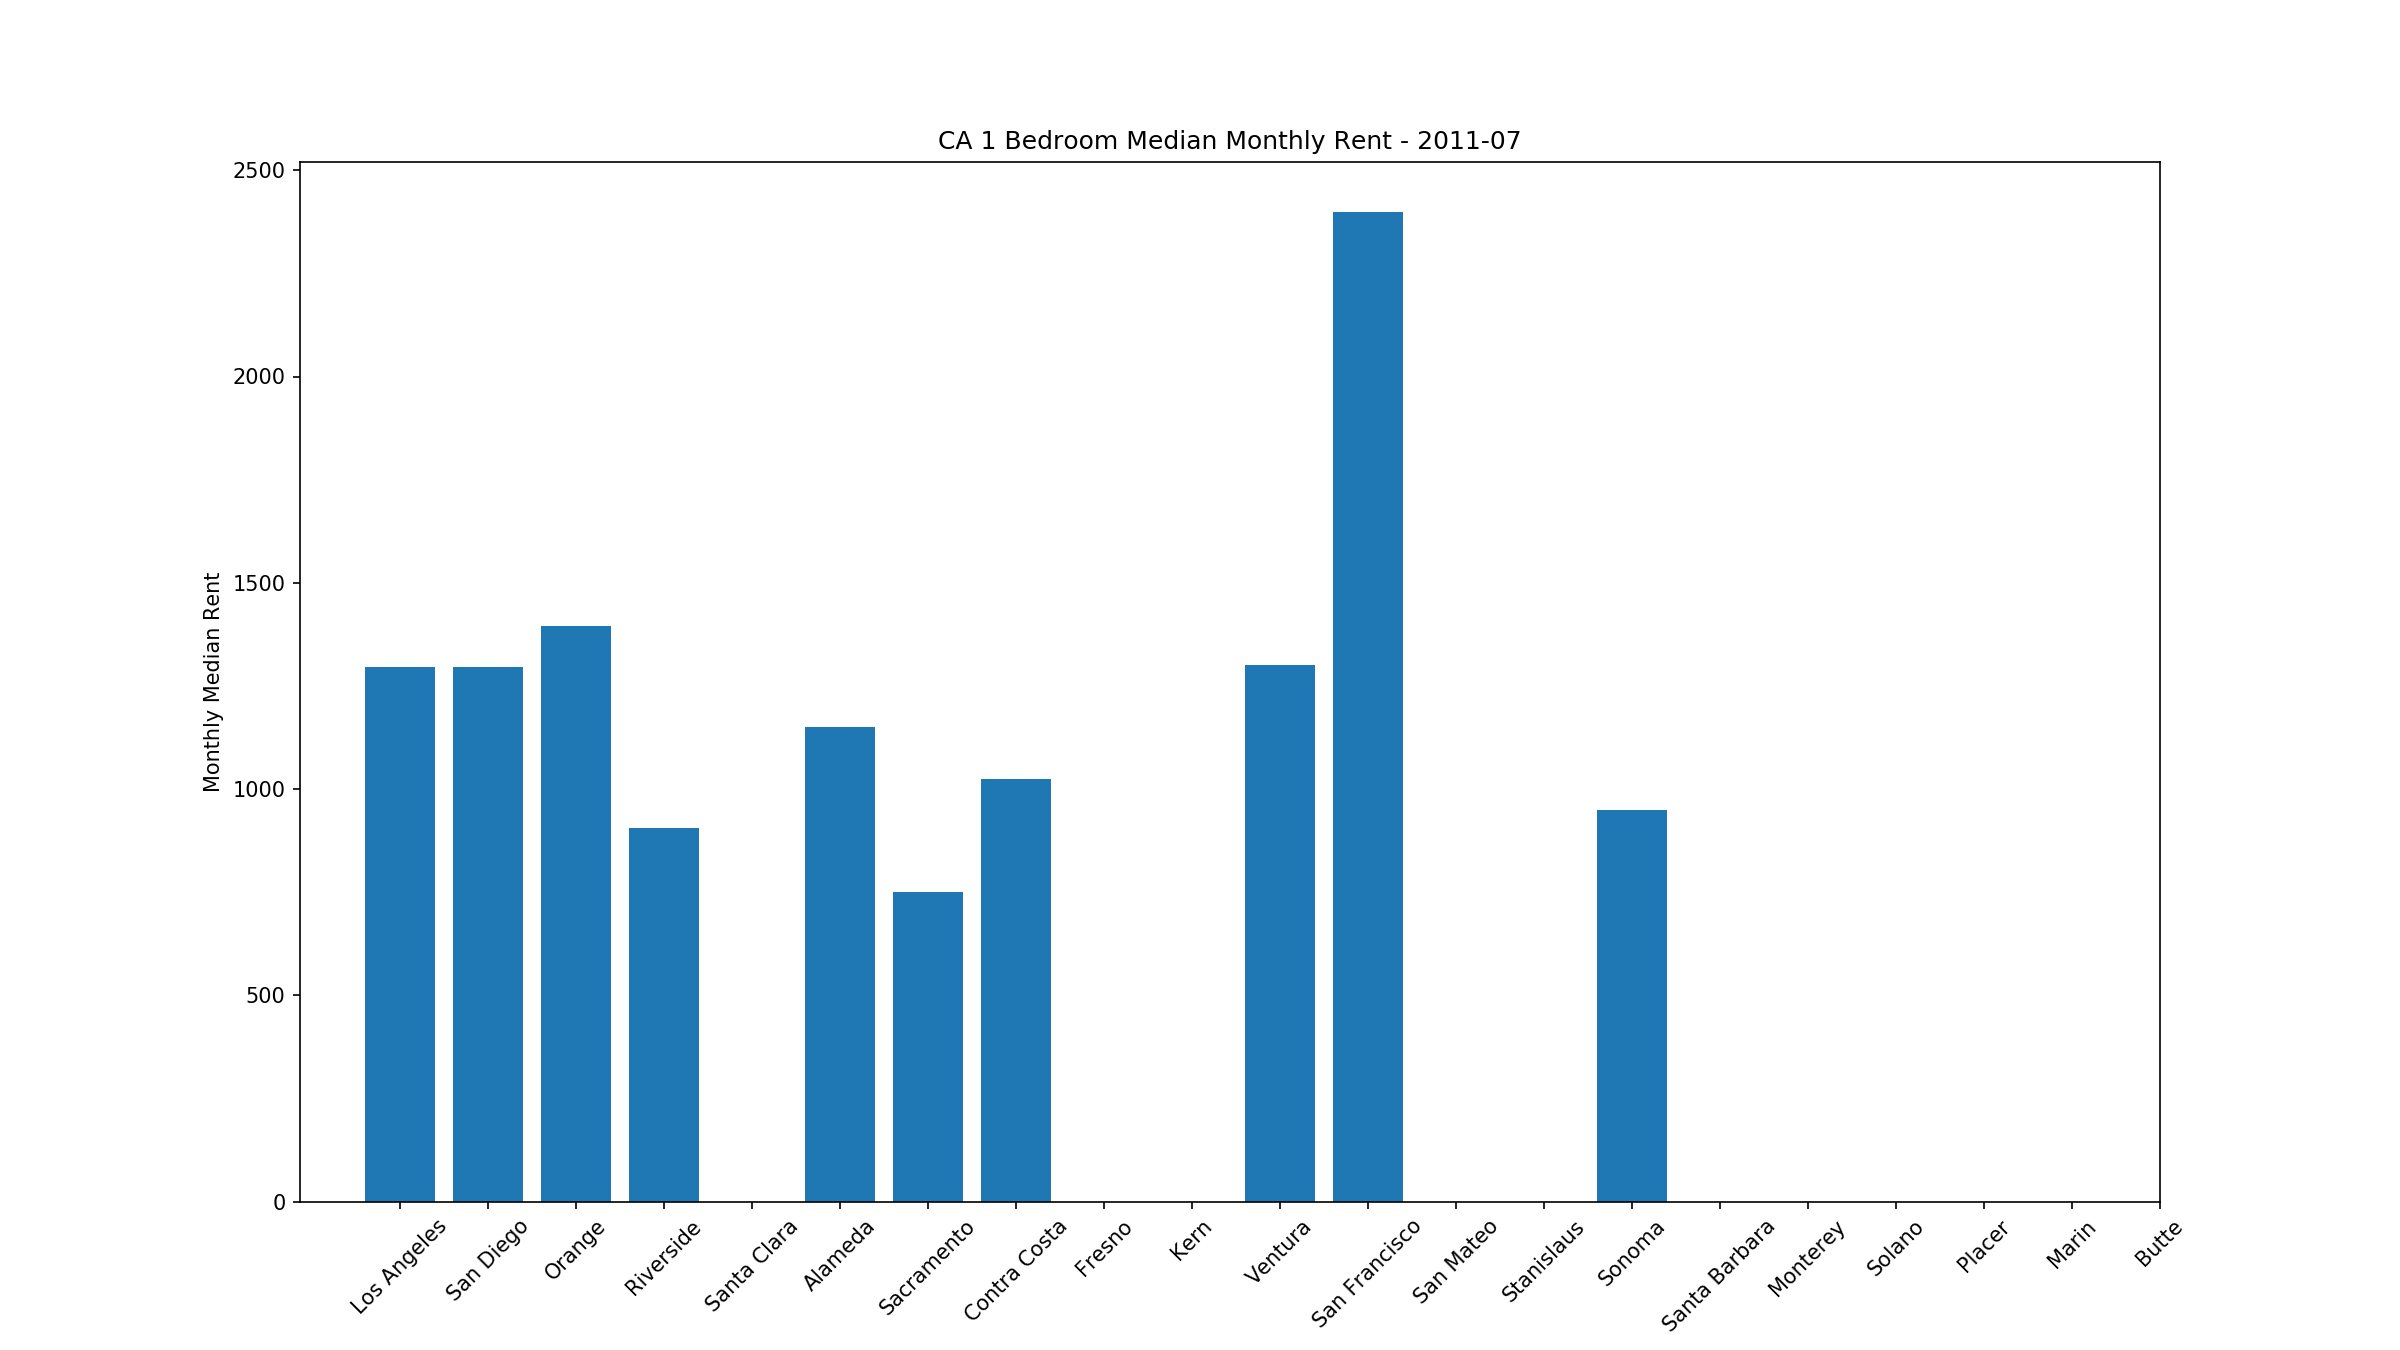 CA 1 Bedroom Median Monthly Rent - 2011-07
Monthly Median Rent
2500
2000
1500
1000
500
0
Los Angeles
San Diego
Orange
Riverside
Santa Clara
Alameda
Sacramento
Contra Costa
Fresno
Kern
Ventura
San Francisco
San Mateo
Stanislaus
Sonoma
Santa Barbara
Monterey
Solano
Placer
Marin
Butte